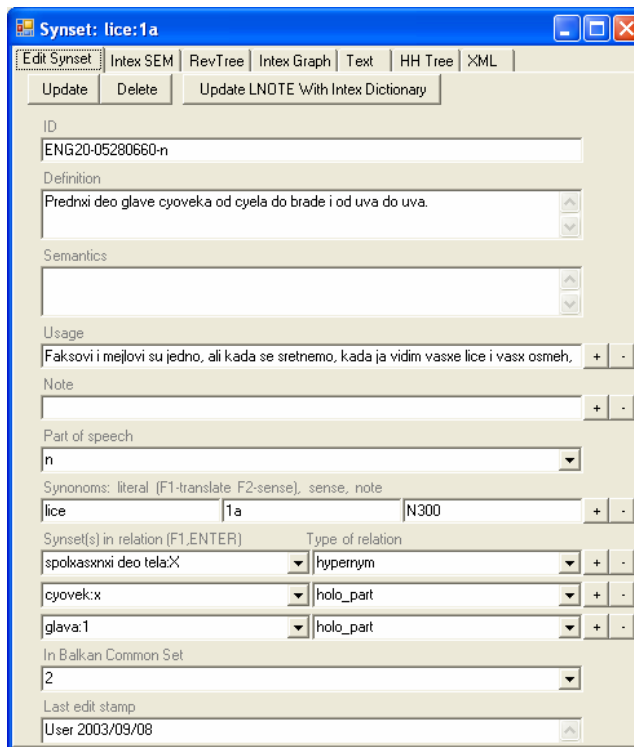 Synset: lice:1a
Edit Synset Intex SEM RevTree Intex Graph Text HH Tree XML
Update Delete Update LNOTE With Intex Dictionary
ID
ENG20-05280660-n
Definition
Prednxi deo glave cyoveka od cyela do brade i od uva do uva.
Semantics
Usage
Faksovi i mejlovi su jedno, ali kada se sretnemo, kada ja vidim vasxe lice i vasx osmeh, + -
Note
+ -
Part of speech
n
Synonoms: literal (F1-translate F2-sense), sense, note
lice 1a N300 + -
Synset(s) in relation (F1,ENTER) Type of relation
spolxasxnxi deo tela:X hypernym + -
cyovek:x holo_part + -
glava:1 holo_part + -
In Balkan Common Set
2
Last edit stamp
User 2003/09/08